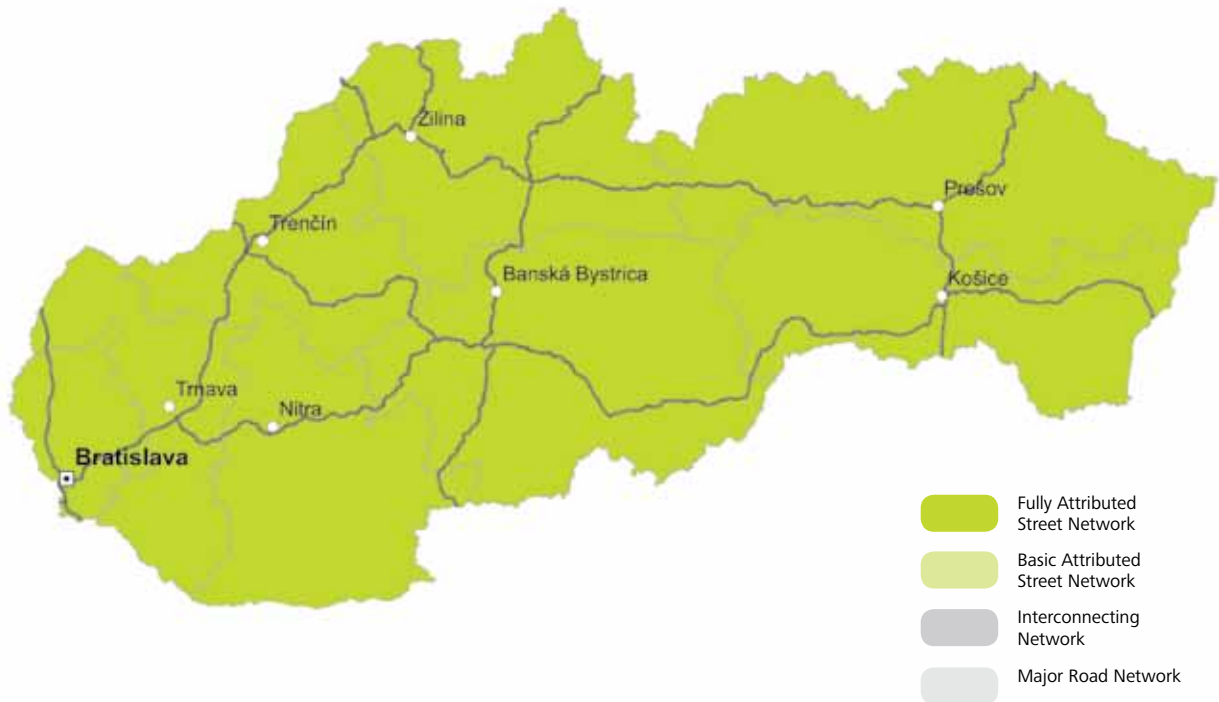 Žilina
Prešov
Trenčín
Banská Bystrica
Košice
Trnava
Nitra
Bratislava
Fully Attributed
Street Network
Basic Attributed
Street Network
Interconnecting
Network
Major Road Network